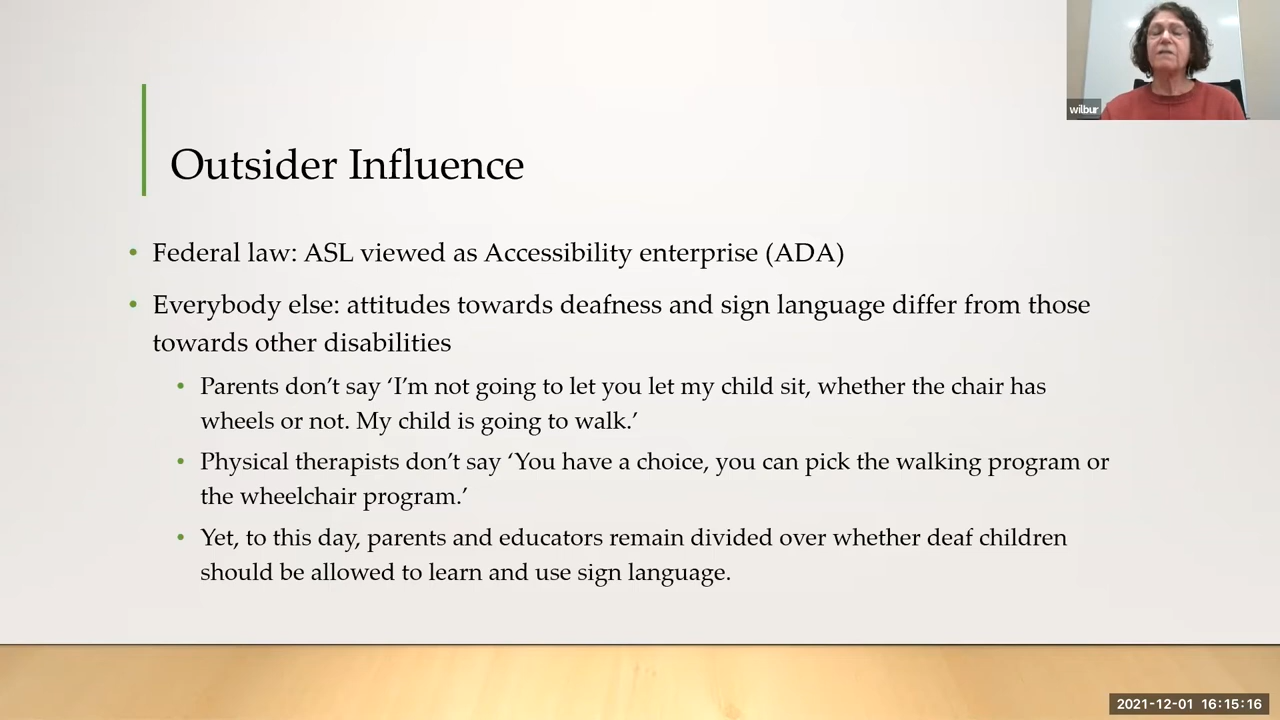 wilbur
Outsider Influence
• Federal law: ASL viewed as Accessibility enterprise (ADA)
• Everybody else: attitudes towards deafness and sign language differ from those
towards other disabilities
• Parents don’t say ‘I’m not going to let you let my child sit, whether the chair has
wheels or not. My child is going to walk.’
• Physical therapists don’t say ‘You have a choice, you can pick the walking program or
the wheelchair program.’
• Yet, to this day, parents and educators remain divided over whether deaf children
should be allowed to learn and use sign language.
2021-12-01 16:15:16